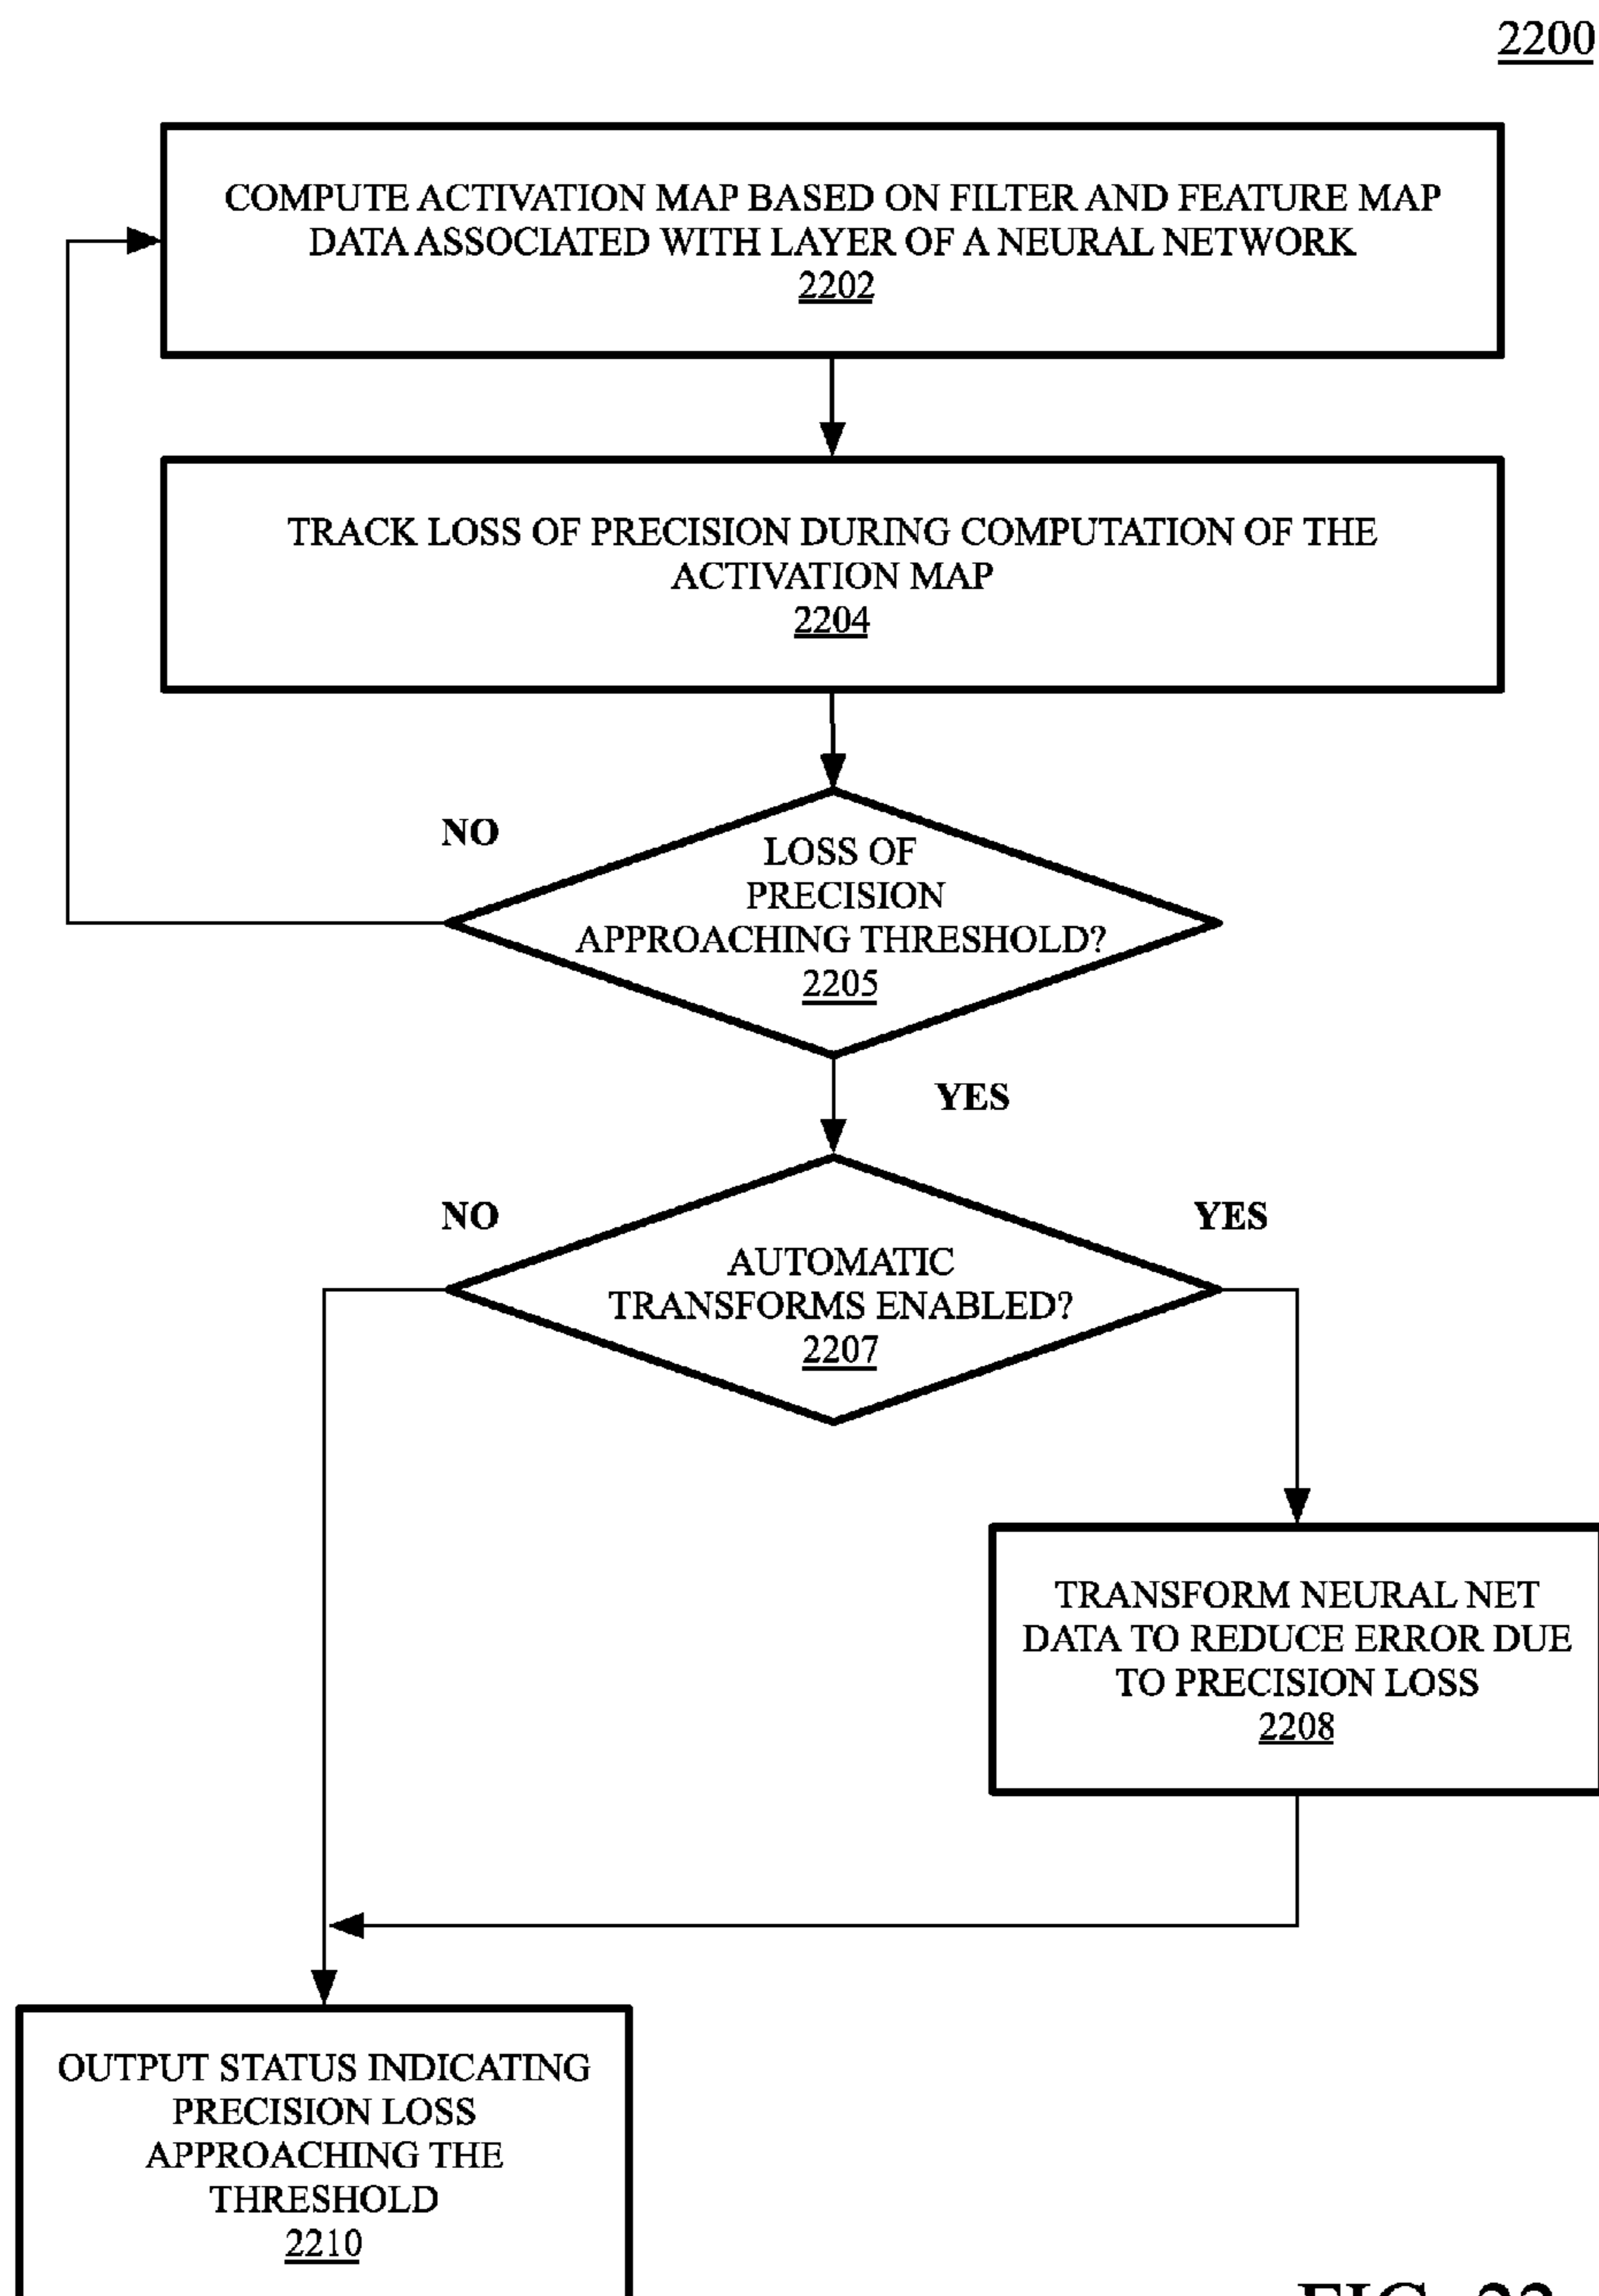 2200
COMPUTE ACTIVATION MAP BASED ON FILTER AND FEATURE MAP
DATA ASSOCIATED WITH LAYER OF A NEURAL NETWORK
2202
TRACK LOSS OF PRECISION DURING COMPUTATION OF THE
ACTIVATION MAP
2204
NO
LOSS OF
PRECISION
APPROACHING THRESHOLD?
2205
YES
NO
YES
AUTOMATIC
TRANSFORMS ENABLED?
2207
TRANSFORM NEURAL NET
DATA TO REDUCE ERROR DUE
TO PRECISION LOSS
2208
OUTPUT STATUS INDICATING
PRECISION LOSS
APPROACHING THE
THRESHOLD
2210